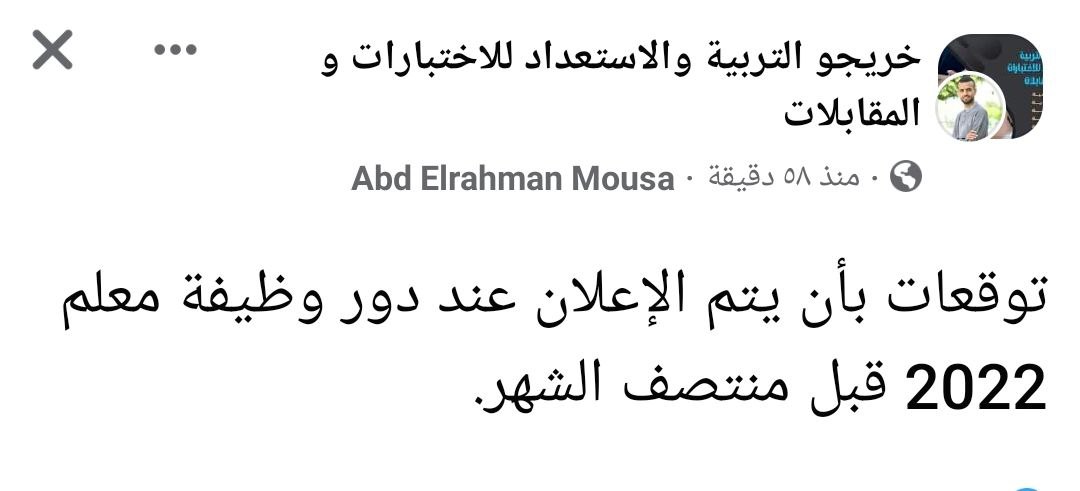 خريجو التربية والاستعداد للاختبارات و
المقابلات
Abd Elrahman Mousa · منذ ٥٨ دقيقة ·
توقعات بأن يتم الإعلان عند دور وظيفة معلم
2022 قبل منتصف الشهر.